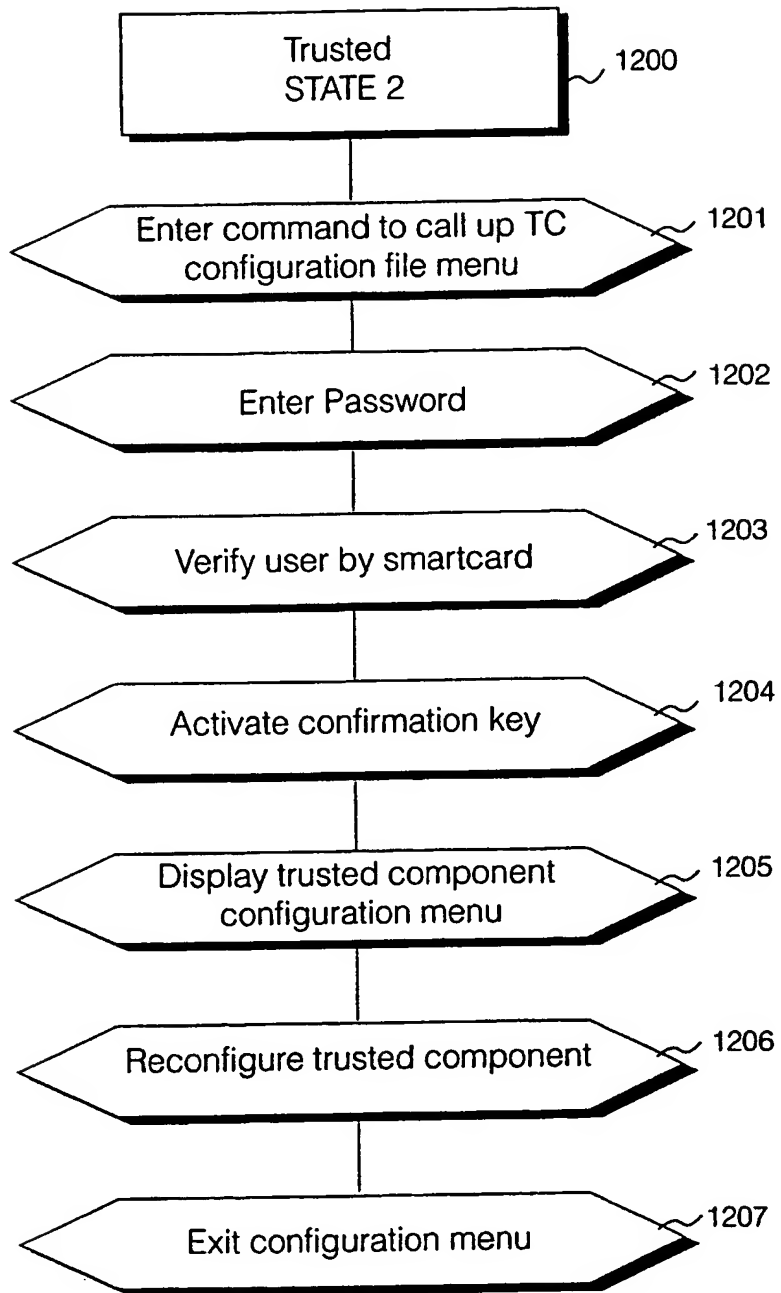 Trusted
STATE 2
1200
Enter command to call up TC
configuration file menu
1201
Enter Password
1202
Verify user by smartcard
1203
Activate confirmation key
1204
Display trusted component
configuration menu
1205
Reconfigure trusted component
1206
Exit configuration menu
1207